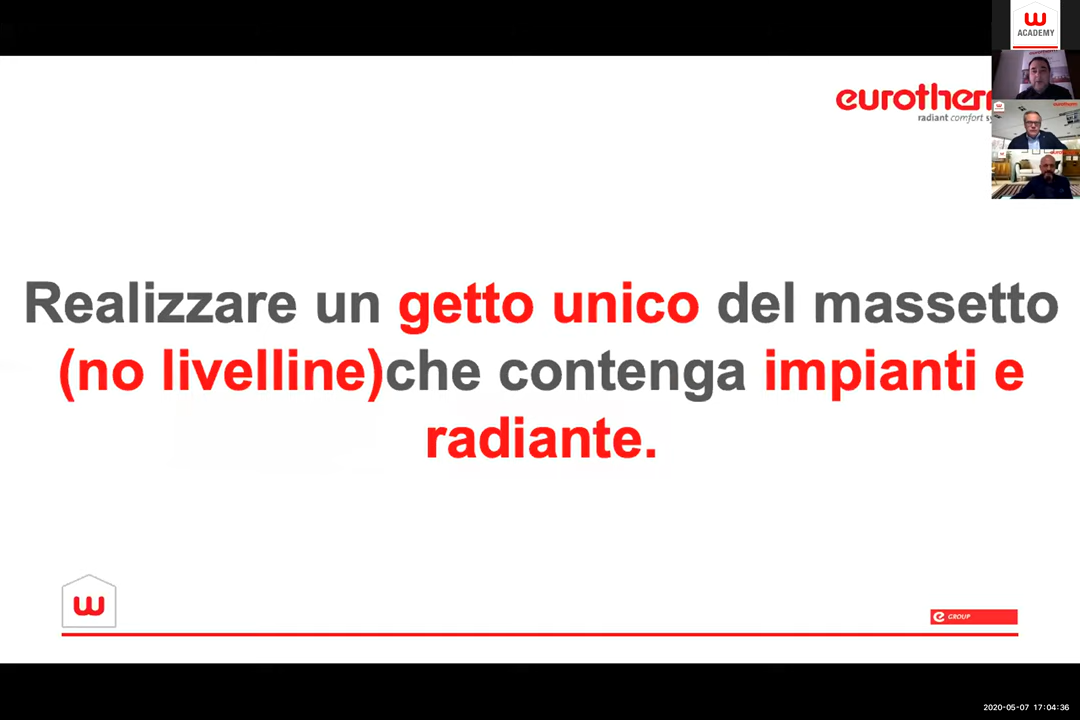 W
ACADEMY
eurotherm
radiant comfort sy
Realizzare un getto unico del massetto
(no livelline)che contenga impianti e
radiante.
W
e GROUP
2020-05-07 17:04:36